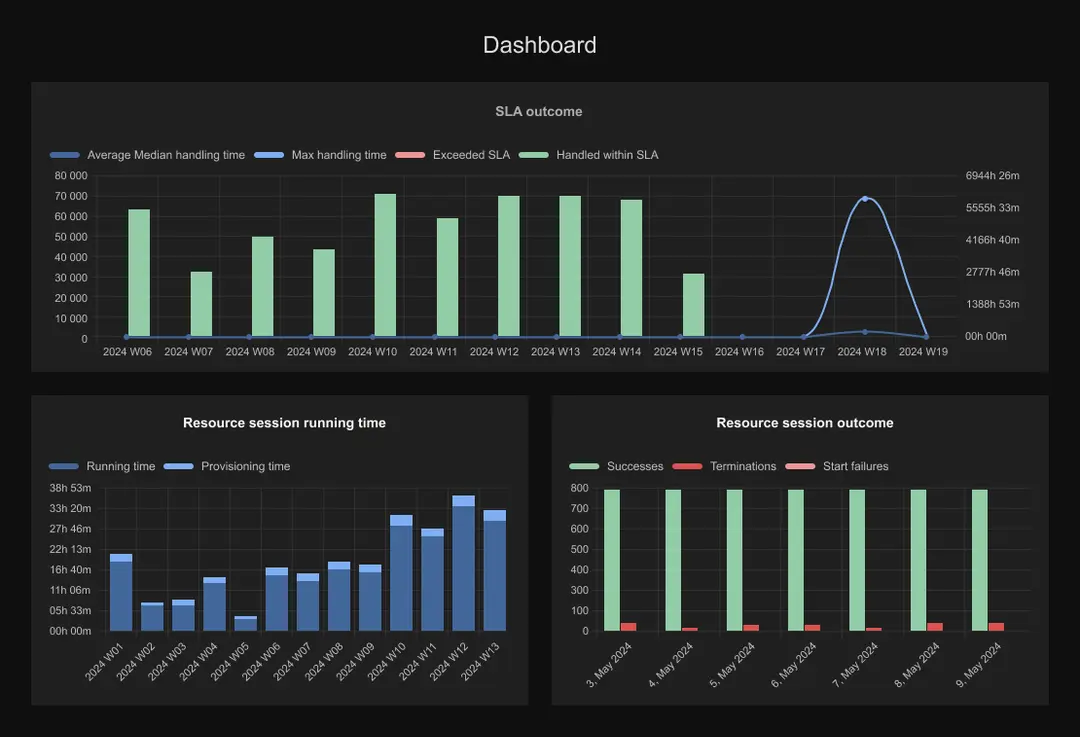 Dashboard
SLA outcome
Average Median handling time Max handling time Exceeded SLA Handled within SLA
80 000 6944h 26m
70 000 5555h 33m
60 000
50 000 4166h 40m
40 000
30 000 2777h 46m
20 000 1388h 53m
10 000
0 00h 00m
2024 W06 2024 W07 2024 W08 2024 W09 2024 W10 2024 W11 2024 W12 2024 W13 2024 W14 2024 W15 2024 W16 2024 W17 2024 W18 2024 W19
Resource session running time
Running time Provisioning time
38h 53m
33h 20m
27h 46m
22h 13m
16h 40m
11h 06m
05h 33m
00h 00m
2024 W01 2024 W02 2024 W03 2024 W04 2024 W05 2024 W06 2024 W07 2024 W08 2024 W09 2024 W10 2024 W11 2024 W12 2024 W13
Resource session outcome
Successes Terminations Start failures
800
700
600
500
400
300
100
0
3. May 2024 4. May 2024 5. May 2024 6. May 2024 7. May 2024 8. May 2024 9. May 2024